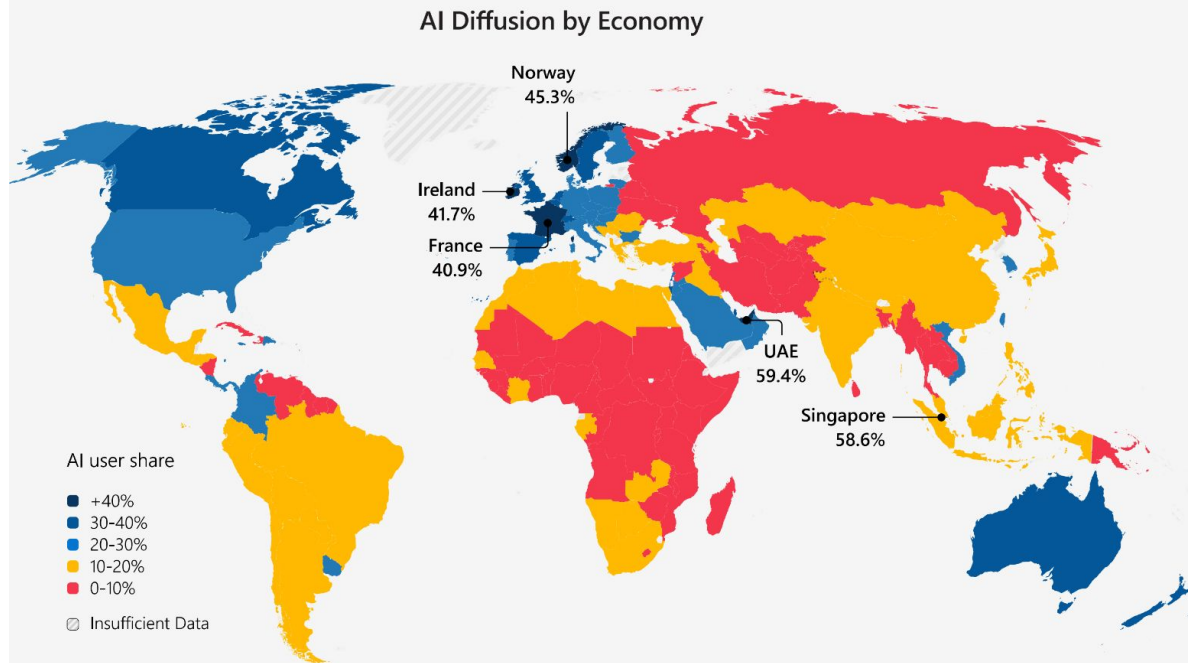 AI Diffusion by Economy
Norway
45.3%
Ireland
41.7%
France
40.9%
UAE
59.4%
Singapore
58.6%
AI user share
+40%
30-40%
20-30%
10-20%
0-10%
Insufficient Data